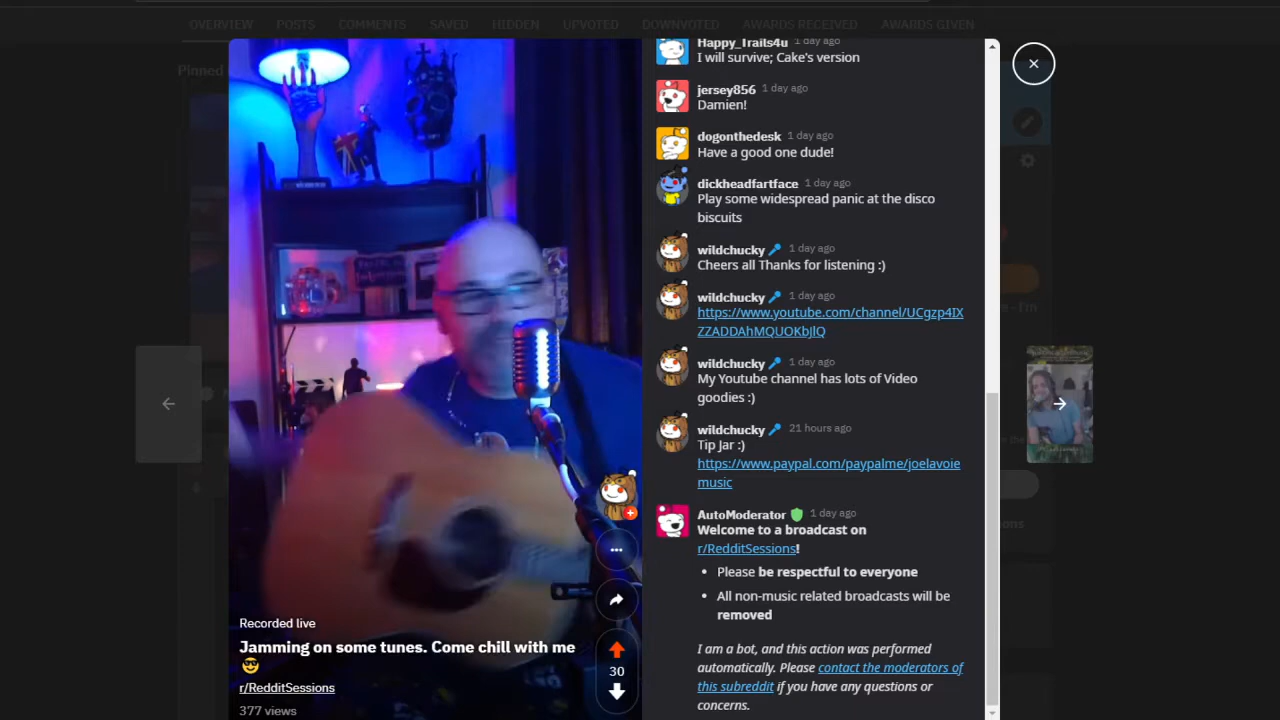 OVERVIEW POSTS COMMENTS SAVED HIDDEN UPVOTED DOWNVOTED AWARDS RECEIVED AWARDS GIVEN
Pinned
Happy_Trails4u 1 day ago
I will survive; Cake's version
jersey856 1 day ago
Damien!
dogonthedesk 1 day ago
Have a good one dude!
dickheadfartface 1 day ago
Play some widespread panic at the disco
biscuits
wildchucky 1 day ago
Cheers all Thanks for listening :)
wildchucky 1 day ago
https://www.youtube.com/channel/UCgzp4IX
ZZADDAhMQUOKbJlQ
wildchucky 1 day ago
My Youtube channel has lots of Video
goodies :)
wildchucky 21 hours ago
Tip Jar :)
https://www.paypal.com/paypalme/joelavoie
music
AutoModerator 1 day ago
Welcome to a broadcast on
r/RedditSessions!
• Please be respectful to everyone
• All non-music related broadcasts will be
removed
I am a bot, and this action was performed
automatically. Please contact the moderators of
this subreddit if you have any questions or
concerns.
Recorded live
Jamming on some tunes. Come chill with me
😎
r/RedditSessions
377 views
30